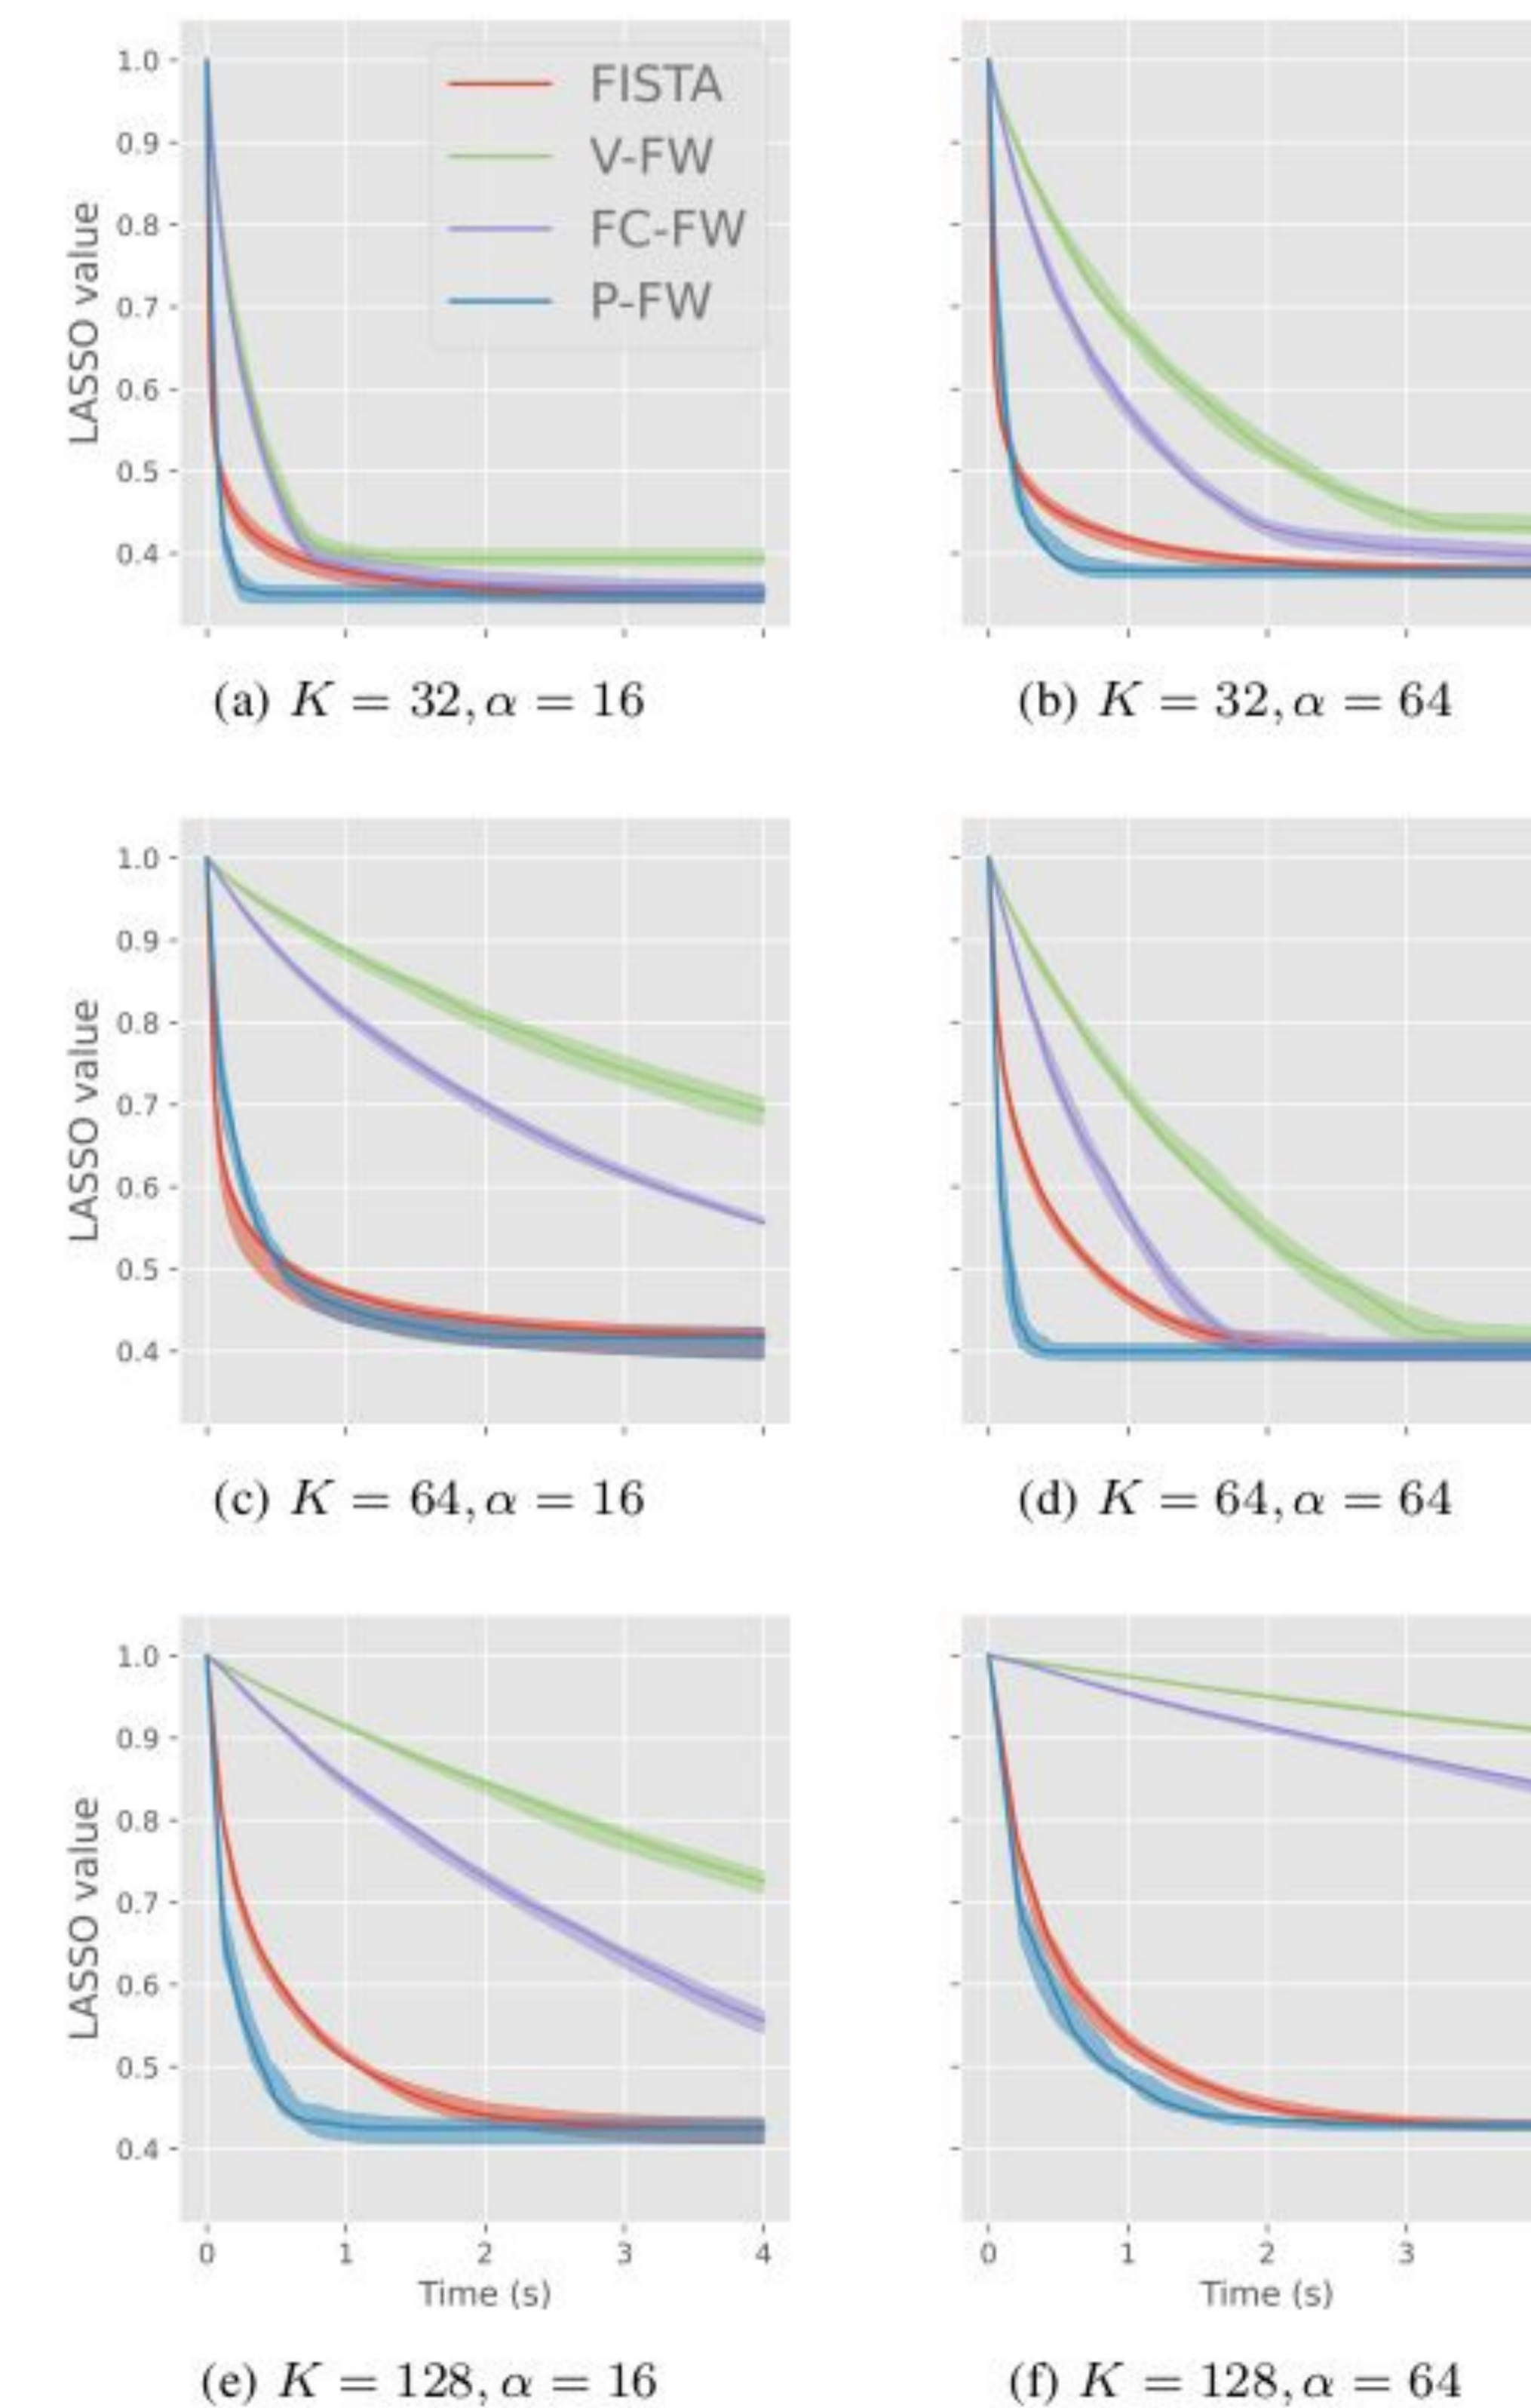 1.0
0.9
0.8
0.7
0.6
0.5
0.4
LASSO value
FISTA
V-FW
FC-FW
P-FW
(a) K = 32, α = 16
(b) K = 32, α = 64
1.0
0.9
0.8
0.7
0.6
0.5
0.4
LASSO value
(c) K = 64, α = 16
(d) K = 64, α = 64
1.0
0.9
0.8
0.7
0.6
0.5
0.4
LASSO value
0 1 2 3 4
Time (s)
0 1 2 3
Time (s)
(e) K = 128, α = 16
(f) K = 128, α = 64